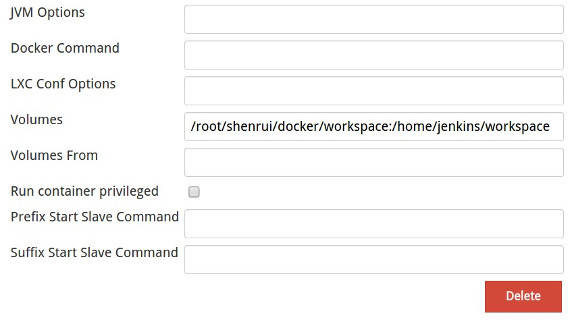 JVM Options
Docker Command
LXC Conf Options
Volumes /root/shenrui/docker/workspace:/home/jenkins/workspace
Volumes From
Run container privileged
Prefix Start Slave Command
Suffix Start Slave Command
Delete